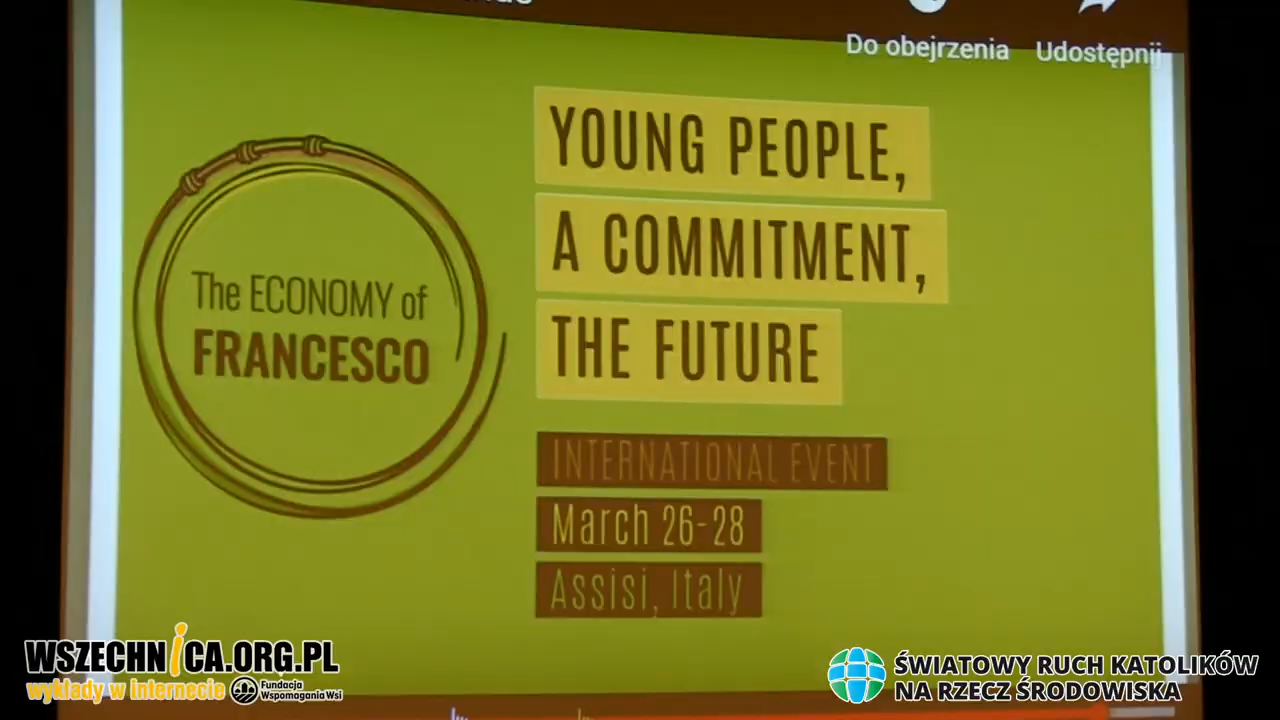 Do obejrzenia
Udostępnij
YOUNG PEOPLE,
A COMMITMENT,
THE FUTURE
The ECONOMY of
FRANCESCO
INTERNATIONAL EVENT
March 26-28
Assisi, Italy
WSZECHNICA.ORG.PL
wykłady w internecie
Fundacja
Wspomagania Wsi
ŚWIATOWY RUCH KATOLIKÓW
NA RZECZ ŚRODOWISKA